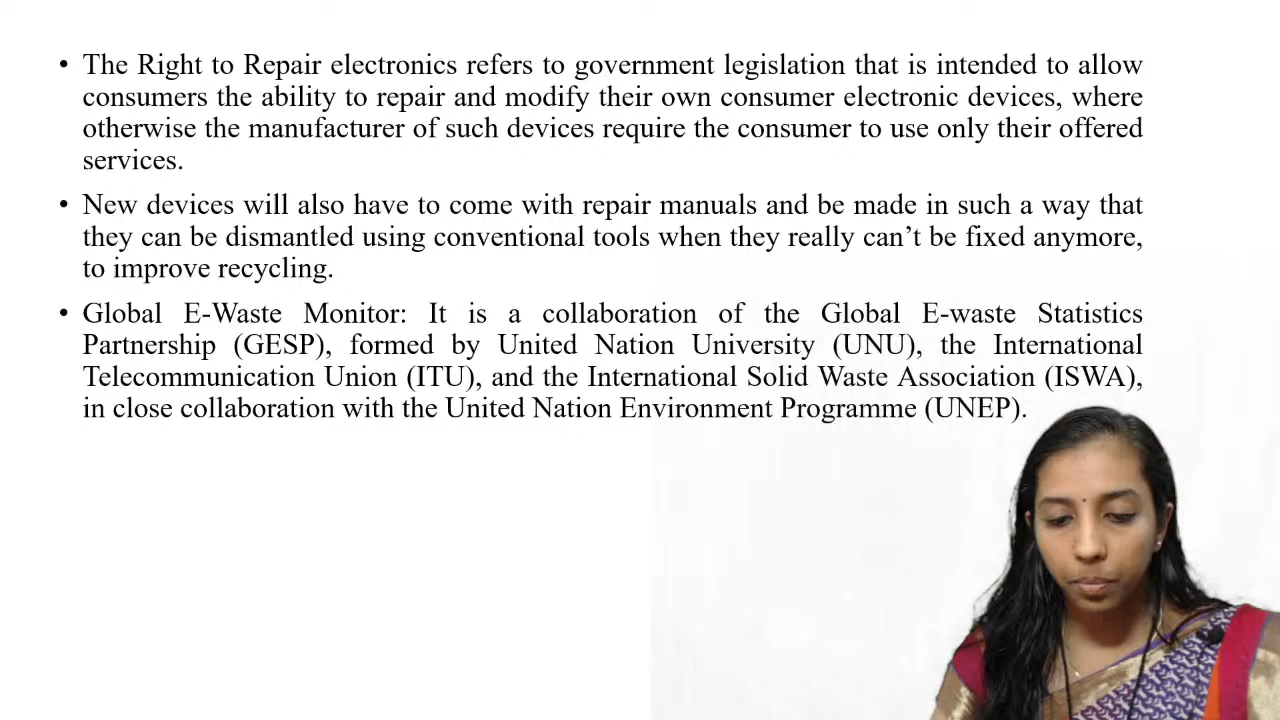 • The Right to Repair electronics refers to government legislation that is intended to allow
consumers the ability to repair and modify their own consumer electronic devices, where
otherwise the manufacturer of such devices require the consumer to use only their offered
services.
• New devices will also have to come with repair manuals and be made in such a way that
they can be dismantled using conventional tools when they really can’t be fixed anymore,
to improve recycling.
• Global E-Waste Monitor: It is a collaboration of the Global E-waste Statistics
Partnership (GESP), formed by United Nation University (UNU), the International
Telecommunication Union (ITU), and the International Solid Waste Association (ISWA),
in close collaboration with the United Nation Environment Programme (UNEP).